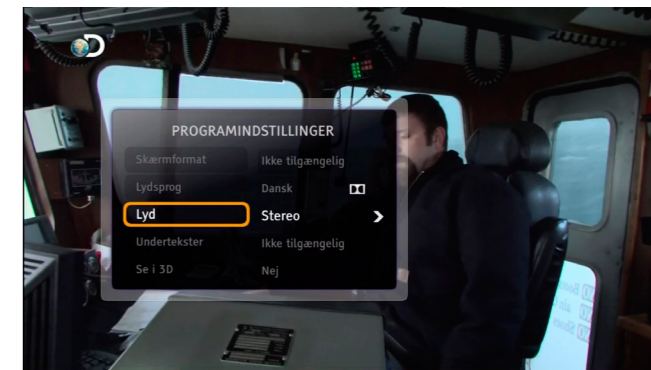 PROGRAMINDSTILLINGER
Skærmformat Ikke tilgængelig
Lydsprog Dansk
Lyd Stereo
Undertekster Ikke tilgængelig
Se i 3D Nej